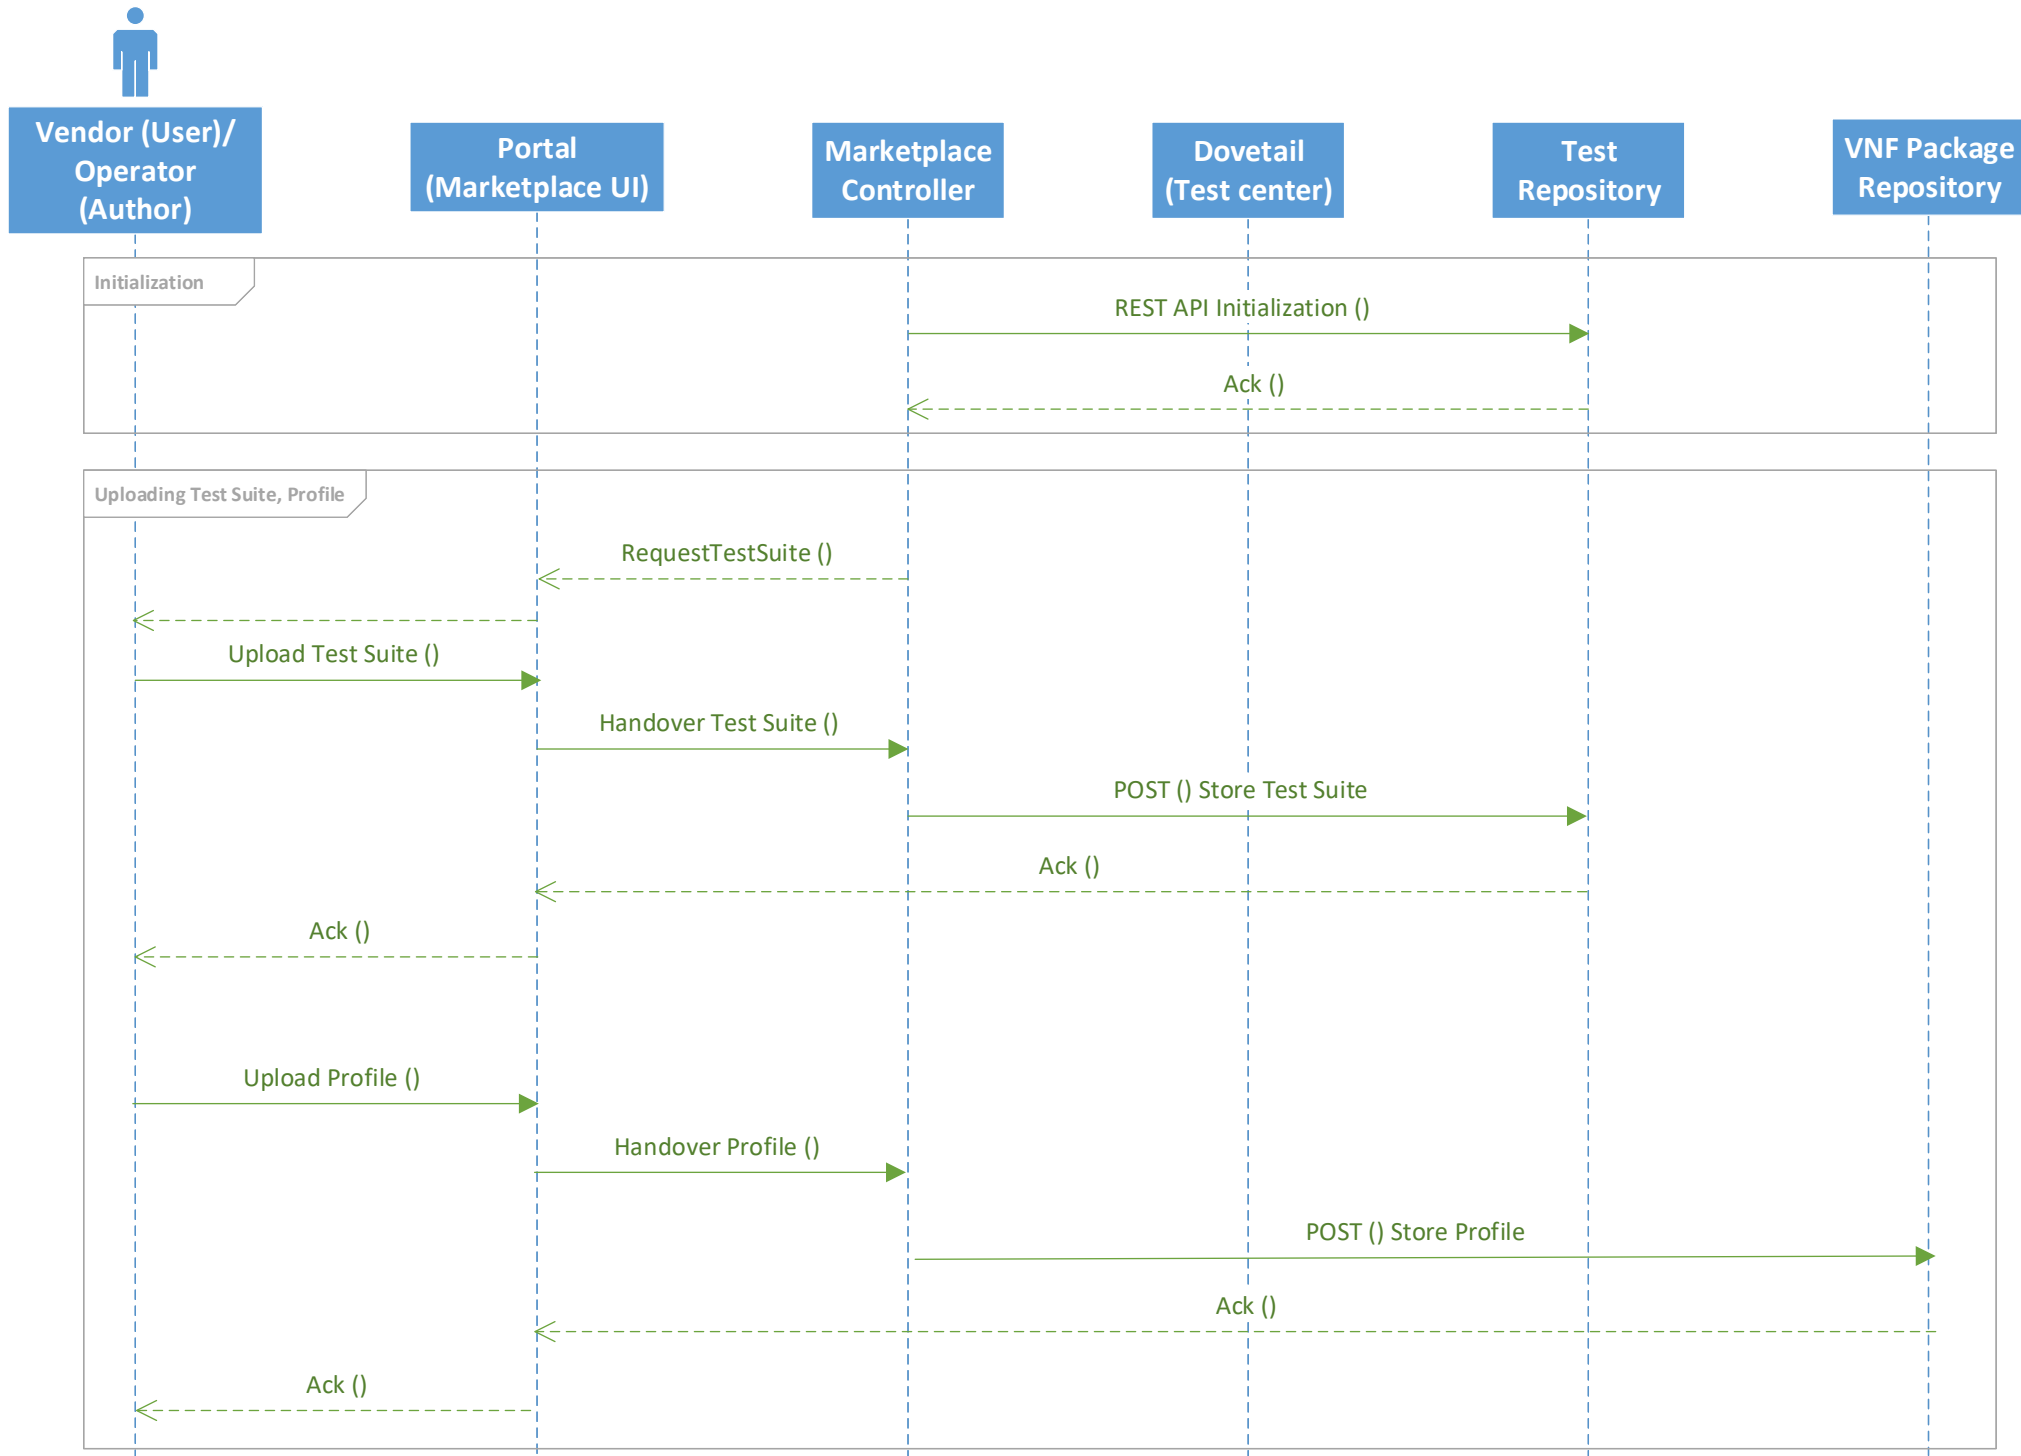 Vendor (User)/
Operator
(Author)
Portal
(Marketplace UI)
Marketplace
Controller
Dovetail
(Test center)
Test
Repository
VNF Package
Repository
Initialization
REST API Initialization ()
Ack ()
Uploading Test Suite, Profile
RequestTestSuite ()
Upload Test Suite ()
Handover Test Suite ()
POST () Store Test Suite
Ack ()
Ack ()
Upload Profile ()
Handover Profile ()
POST () Store Profile
Ack ()
Ack ()